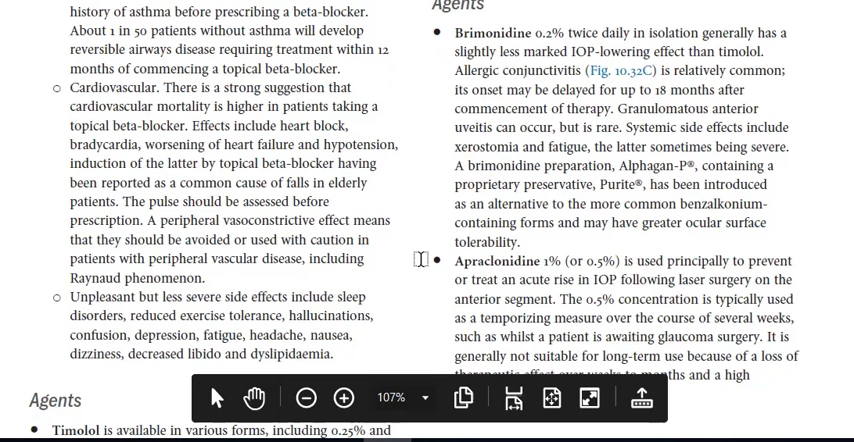 history of asthma before prescribing a beta-blocker.
About 1 in 50 patients without asthma will develop
reversible airways disease requiring treatment within 12
months of commencing a topical beta-blocker.
○ Cardiovascular. There is a strong suggestion that
cardiovascular mortality is higher in patients taking a
topical beta-blocker. Effects include heart block,
bradycardia, worsening of heart failure and hypotension,
induction of the latter by topical beta-blocker having
been reported as a common cause of falls in elderly
patients. The pulse should be assessed before
prescription. A peripheral vasoconstrictive effect means
that they should be avoided or used with caution in
patients with peripheral vascular disease, including
Raynaud phenomenon.
○ Unpleasant but less severe side effects include sleep
disorders, reduced exercise tolerance, hallucinations,
confusion, depression, fatigue, headache, nausea,
dizziness, decreased libido and dyslipidaemia.
Agents
• Timolol is available in various forms, including 0.25% and
Agents
• Brimonidine 0.2% twice daily in isolation generally has a
slightly less marked IOP-lowering effect than timolol.
Allergic conjunctivitis (Fig. 10.32C) is relatively common;
its onset may be delayed for up to 18 months after
commencement of therapy. Granulomatous anterior
uveitis can occur, but is rare. Systemic side effects include
xerostomia and fatigue, the latter sometimes being severe.
A brimonidine preparation, Alphagan-P®, containing a
proprietary preservative, Purite®, has been introduced
as an alternative to the more common benzalkonium-
containing forms and may have greater ocular surface
tolerability.
• Apraclonidine 1% (or 0.5%) is used principally to prevent
or treat an acute rise in IOP following laser surgery on the
anterior segment. The 0.5% concentration is typically used
as a temporizing measure over the course of several weeks,
such as whilst a patient is awaiting glaucoma surgery. It is
generally not suitable for long-term use because of a loss of
therapeutic effect over weeks to months and a high
107%